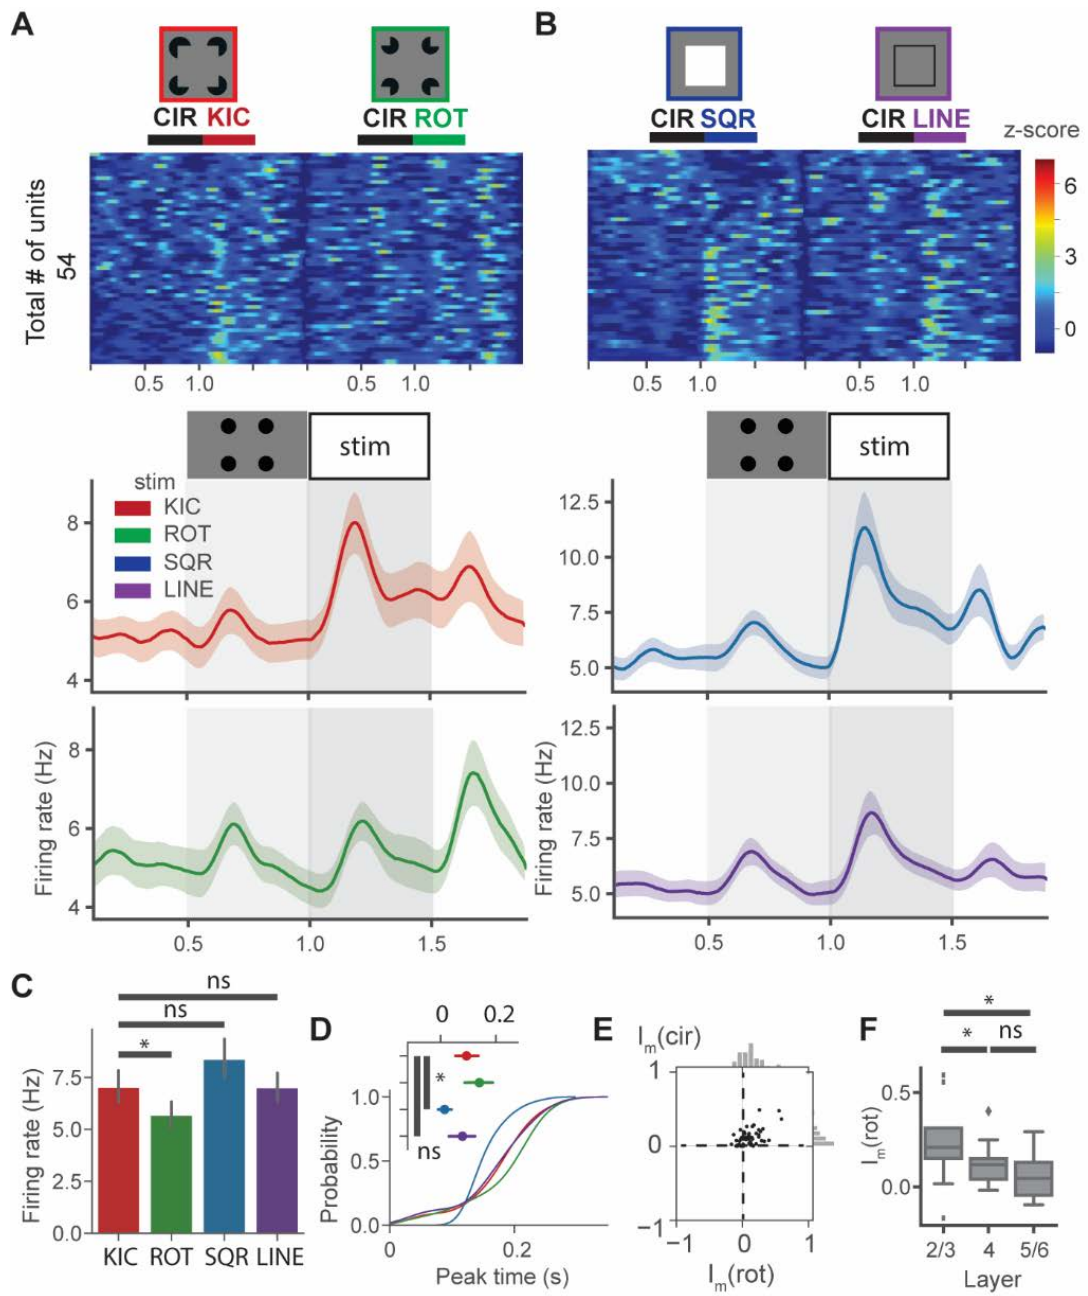 A
B
CIR KIC
CIR ROT
CIR SQR
CIR LINE
z-score
Total # of units
54
6
3
0
0.5 1.0
0.5 1.0
0.5 1.0
0.5 1.0
stim
stim
stim
KIC
ROT
SQR
LINE
8
6
4
12.5
10.0
7.5
5.0
Firing rate (Hz)
8
6
4
0.5 1.0 1.5
Firing rate (Hz)
12.5
10.0
7.5
5.0
0.5 1.0 1.5
C
ns
ns
*
Firing rate (Hz)
7.5
5.0
2.5
0.0
KIC ROT SQR LINE
D
0 0.2
*
ns
Probability
1.0
0.5
0.0
0 0.2
Peak time (s)
E
Im(cir)
1
0
−1
−1 0 1
Im(rot)
F
*
* ns
Im(rot)
0.5
0.0
2/3 4 5/6
Layer